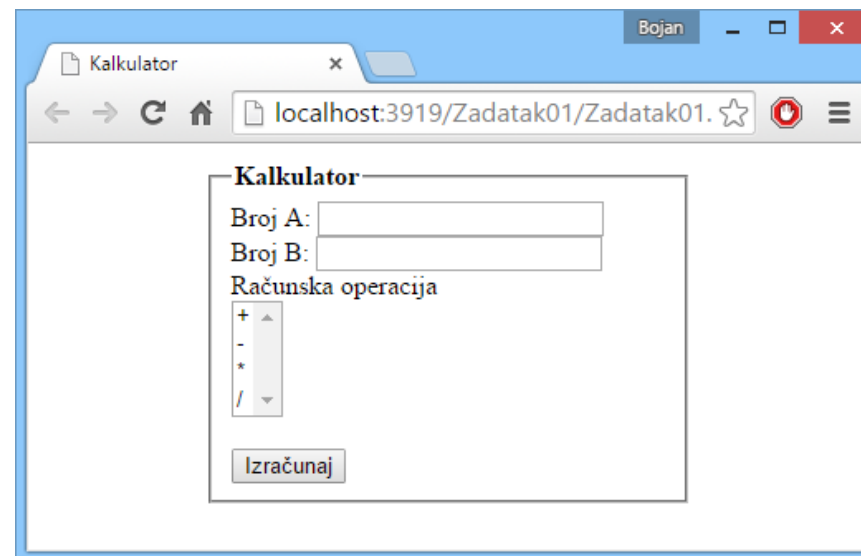 Bojan
Kalkulator
localhost:3919/Zadatak01/Zadatak01.
Kalkulator
Broj A:
Broj B:
Računska operacija
+
-
*
/
Izračunaj